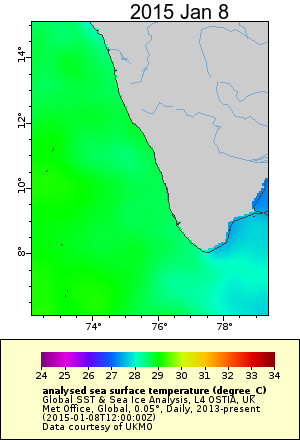 2015 Jan 8
14°
12°
10°
8°
74° 76° 78°
24 25 26 27 28 29 30 31 32 33 34
analysed sea surface temperature (degree_C)
Global SST & Sea Ice Analysis, L4 OSTIA, UK
Met Office, Global, 0.05°, Daily, 2013-present
(2015-01-08T12:00:00Z)
Data courtesy of UKMO